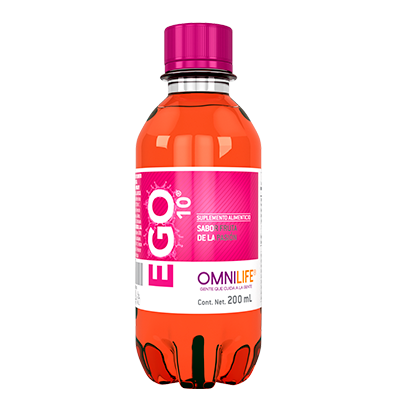 EGO
10®
SUPLEMENTO ALIMENTICIO
DE LA
OMNILIFE®
GENTE QUE CUIDA A LA GENTE
Cont. Net. 200 mL